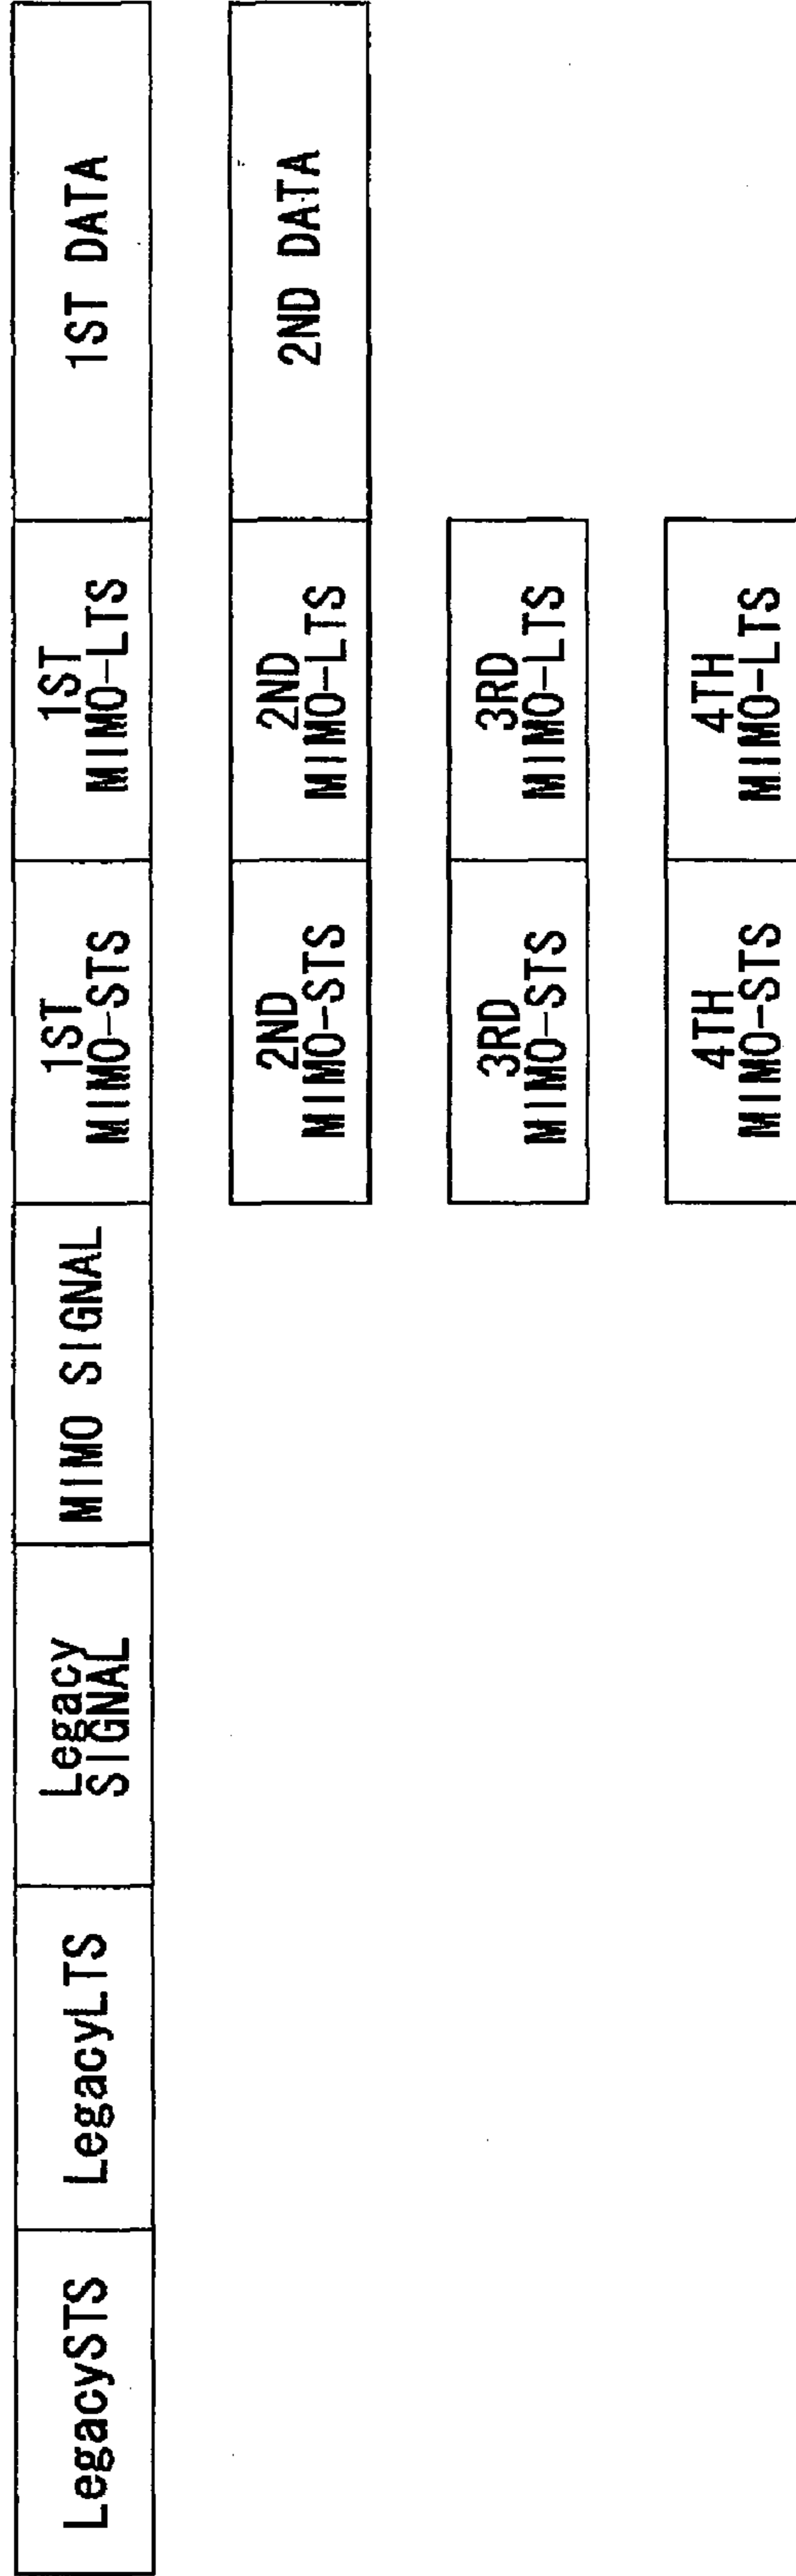 LegacySTS
LegacyLTS
Legacy
SIGNAL
MIMO SIGNAL
1ST
MIMO-STS
1ST
MIMO-LTS
1ST DATA
2ND
MIMO-STS
2ND
MIMO-LTS
2ND DATA
3RD
MIMO-STS
3RD
MIMO-LTS
4TH
MIMO-STS
4TH
MIMO-LTS